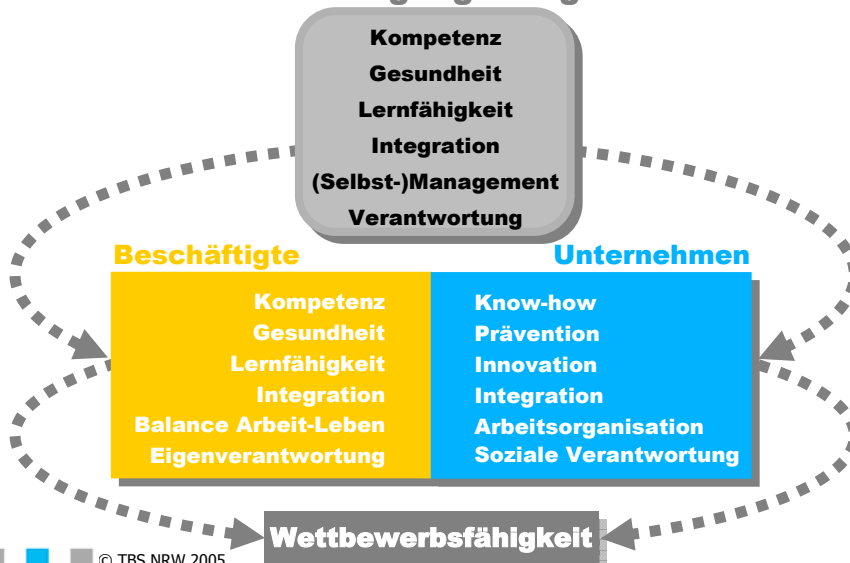 Kompetenz
Gesundheit
Lernfähigkeit
Integration
(Selbst-)Management
Verantwortung
Beschäftigte
Unternehmen
Kompetenz
Gesundheit
Lernfähigkeit
Integration
Balance Arbeit-Leben
Eigenverantwortung
Know-how
Prävention
Innovation
Integration
Arbeitsorganisation
Soziale Verantwortung
Wettbewerbsfähigkeit
© TBS NRW 2005